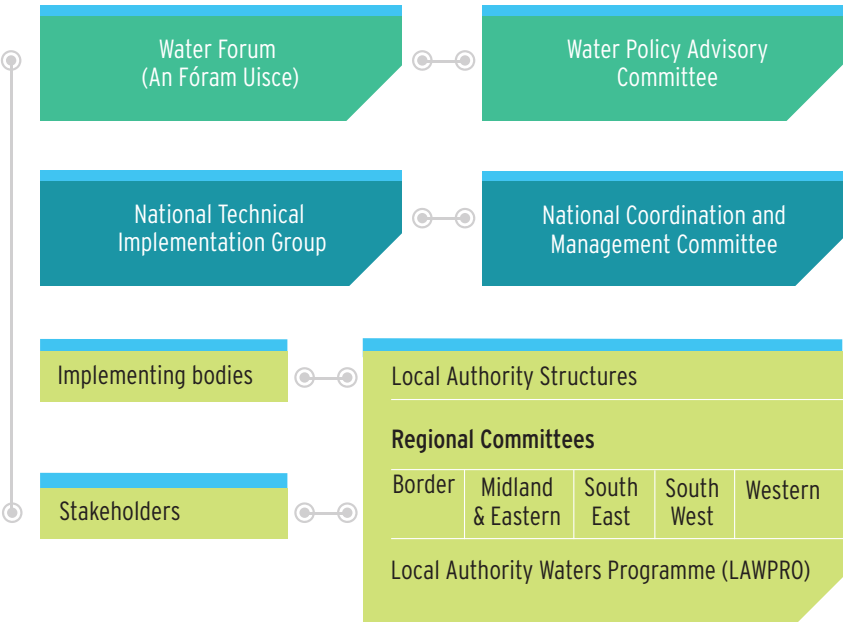 Water Forum
(An Fóram Uisce)
Water Policy Advisory
Committee
National Technical
Implementation Group
National Coordination and
Management Committee
Implementing bodies
Local Authority Structures
Regional Committees
Border
Midland
& Eastern
South
East
South
West
Western
Stakeholders
Local Authority Waters Programme (LAWPRO)